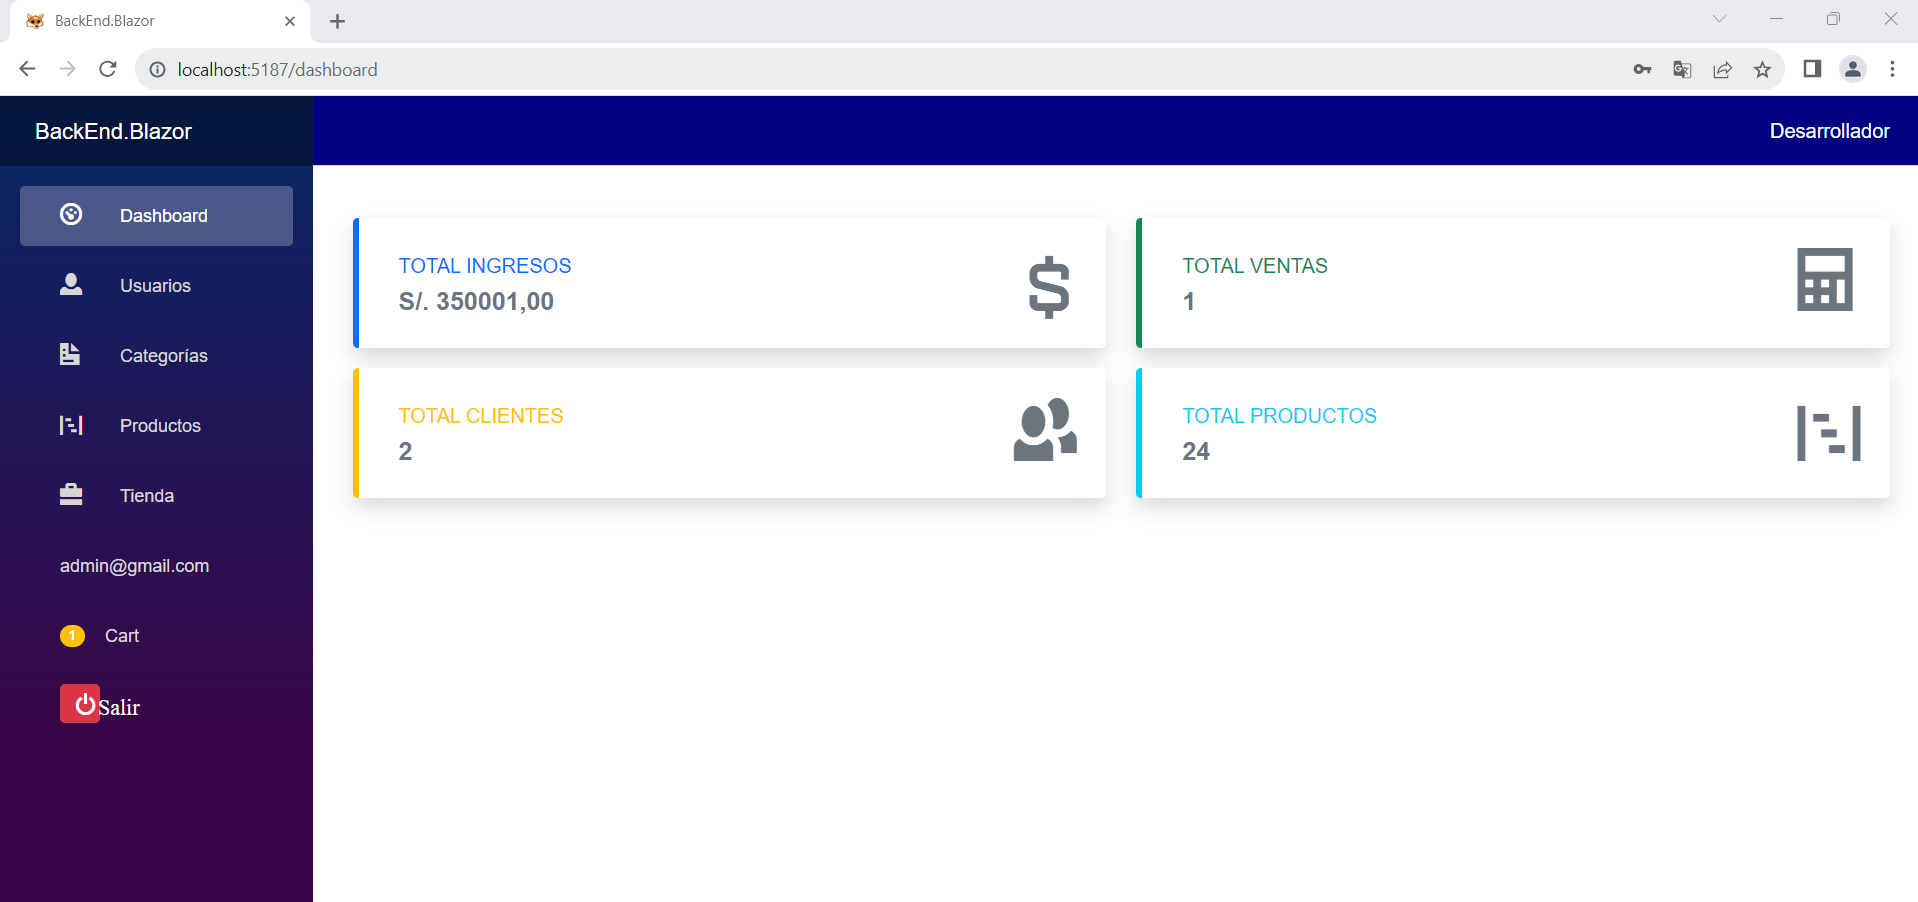 BackEnd.Blazor
localhost:5187/dashboard
BackEnd.Blazor
Desarrollador
Dashboard
Usuarios
Categorías
Productos
Tienda
admin@gmail.com
1 Cart
Salir
TOTAL INGRESOS
S/. 350001,00
$
TOTAL VENTAS
1
TOTAL CLIENTES
2
TOTAL PRODUCTOS
24